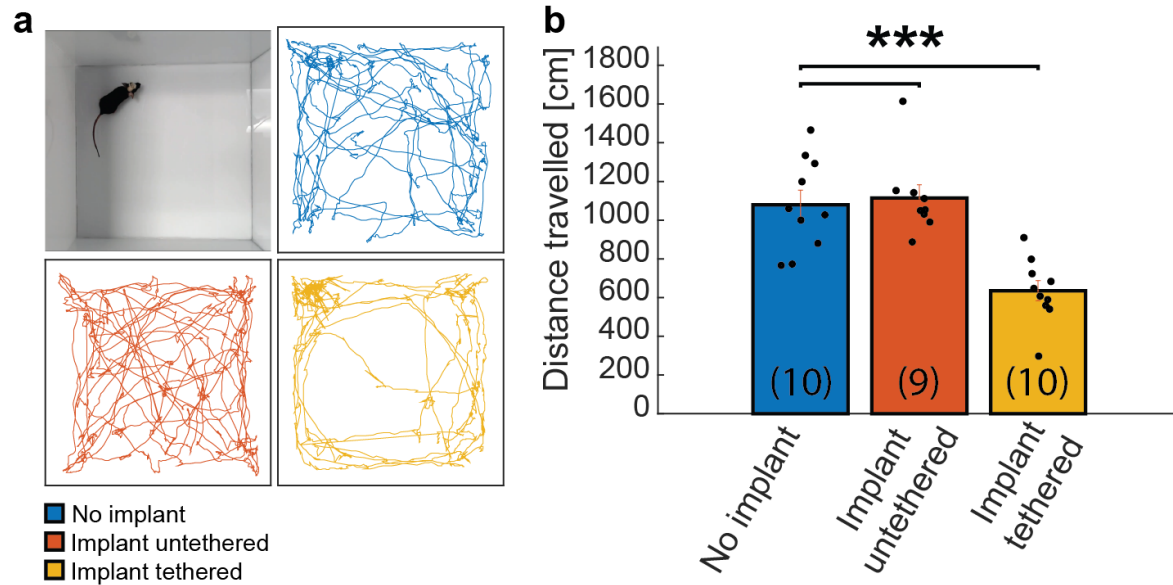 a
No implant
Implant untethered
Implant tethered
b
***
Distance travelled [cm]
1800
1600
1400
1200
1000
800
600
400
200
0
(10)
(9)
(10)
No implant
Implant
untethered
Implant
tethered